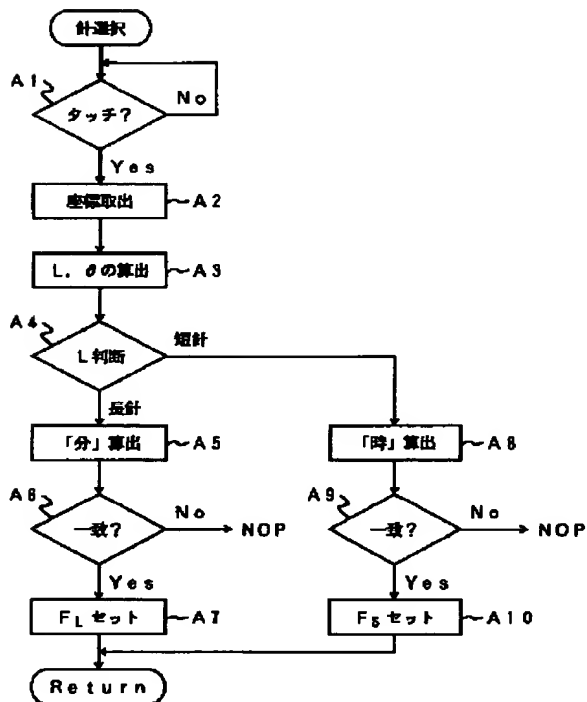 針選択
A1
タッチ?
No
Yes
座標取出
A2
L, θの算出
A3
A4
L判断
短針
長針
「分」算出
A5
「時」算出
A8
A6
一致?
No
NOP
A9
一致?
No
NOP
Yes
Yes
FLセット
A7
FSセット
A10
Return